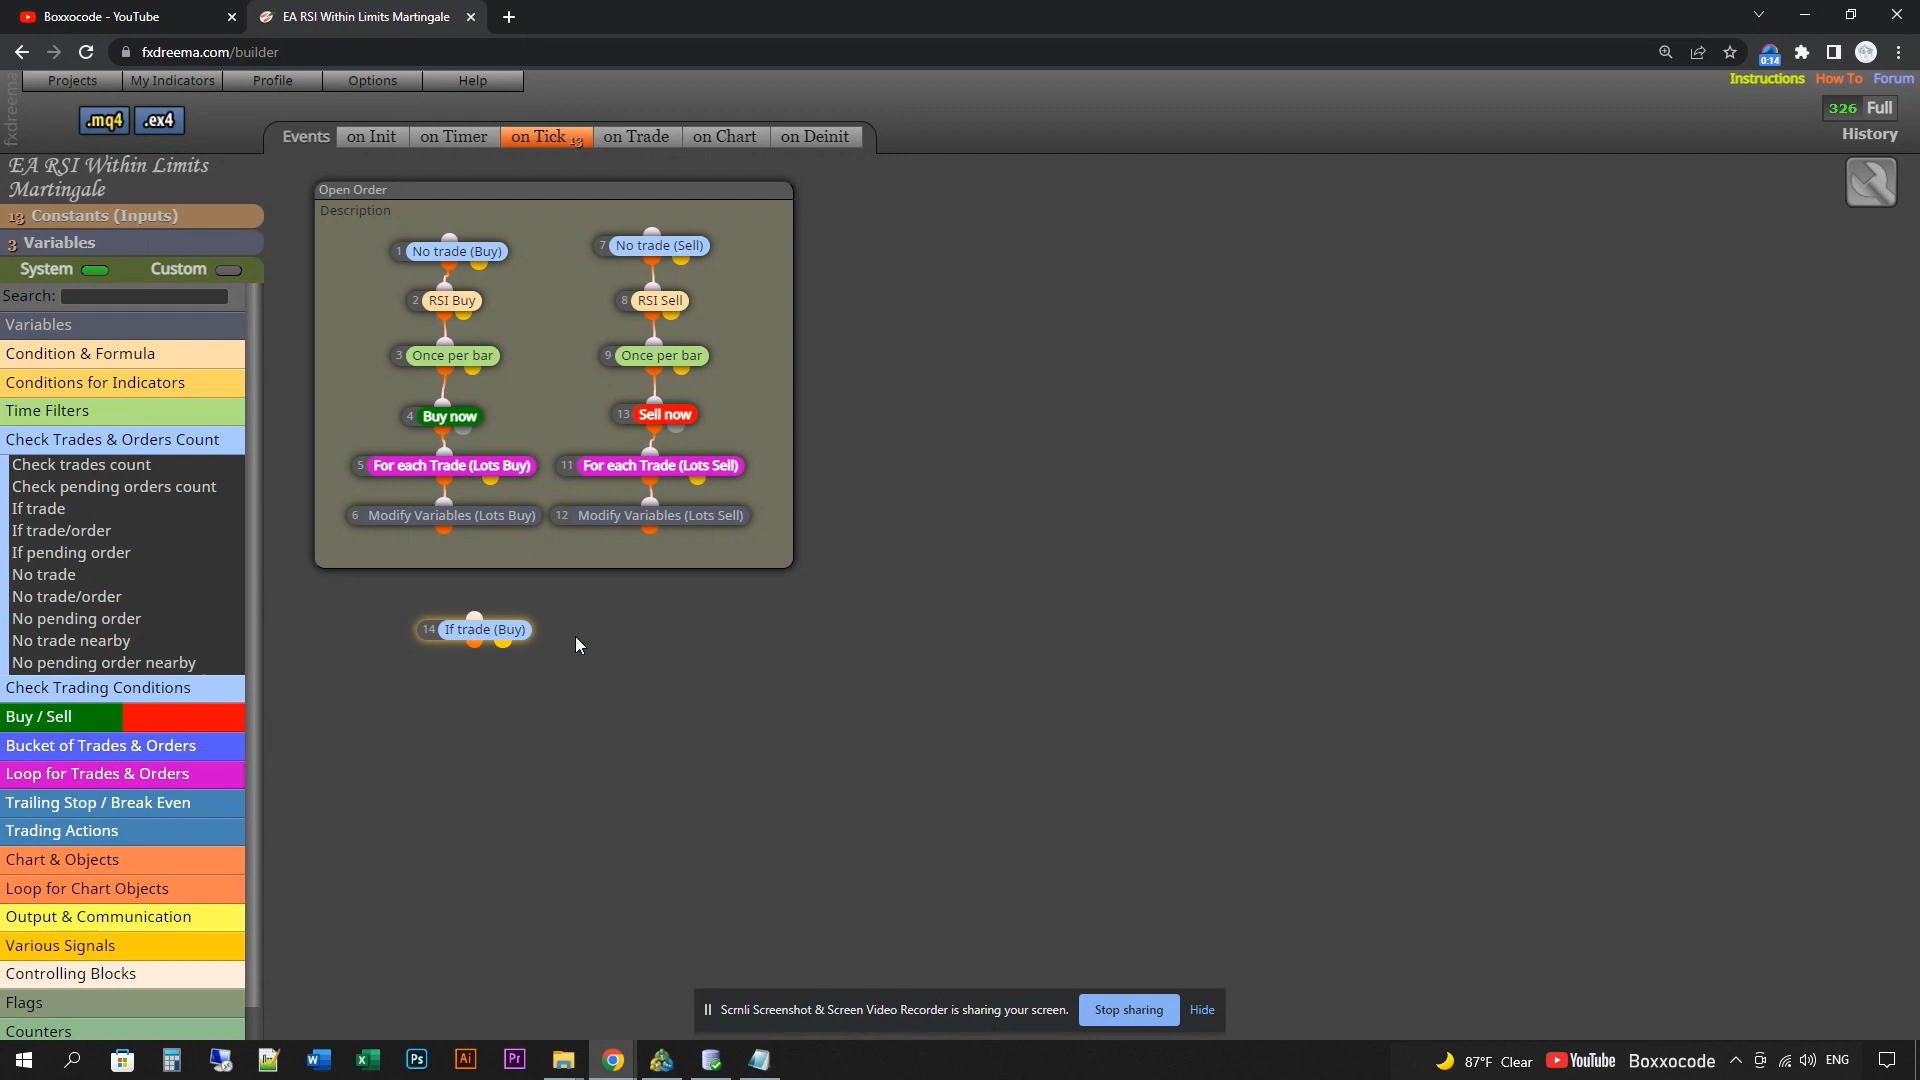 Boxxocode - YouTube
EA RSI Within Limits Martingale
fxdreema.com/builder
0:14
Projects
My Indicators
Profile
Options
Help
Instructions
How To
Forum
fxdreema
.mq4
.ex4
326 Full
History
Events
on Init
on Timer
on Tick 13
on Trade
on Chart
on Deinit
EA RSI Within Limits
Martingale
13 Constants (Inputs)
3 Variables
System
Custom
Search:
Variables
Condition & Formula
Conditions for Indicators
Time Filters
Check Trades & Orders Count
Check trades count
Check pending orders count
If trade
If trade/order
If pending order
No trade
No trade/order
No pending order
No trade nearby
No pending order nearby
Check Trading Conditions
Buy / Sell
Bucket of Trades & Orders
Loop for Trades & Orders
Trailing Stop / Break Even
Trading Actions
Chart & Objects
Loop for Chart Objects
Output & Communication
Various Signals
Controlling Blocks
Flags
Counters
Open Order
Description
1 No trade (Buy)
7 No trade (Sell)
2 RSI Buy
8 RSI Sell
3 Once per bar
9 Once per bar
4 Buy now
13 Sell now
5 For each Trade (Lots Buy)
11 For each Trade (Lots Sell)
6 Modify Variables (Lots Buy)
12 Modify Variables (Lots Sell)
14 If trade (Buy)
Scrnli Screenshot & Screen Video Recorder is sharing your screen.
Stop sharing
Hide
Ps
Ai
Pr
87°F Clear
YouTube
Boxxocode
ENG